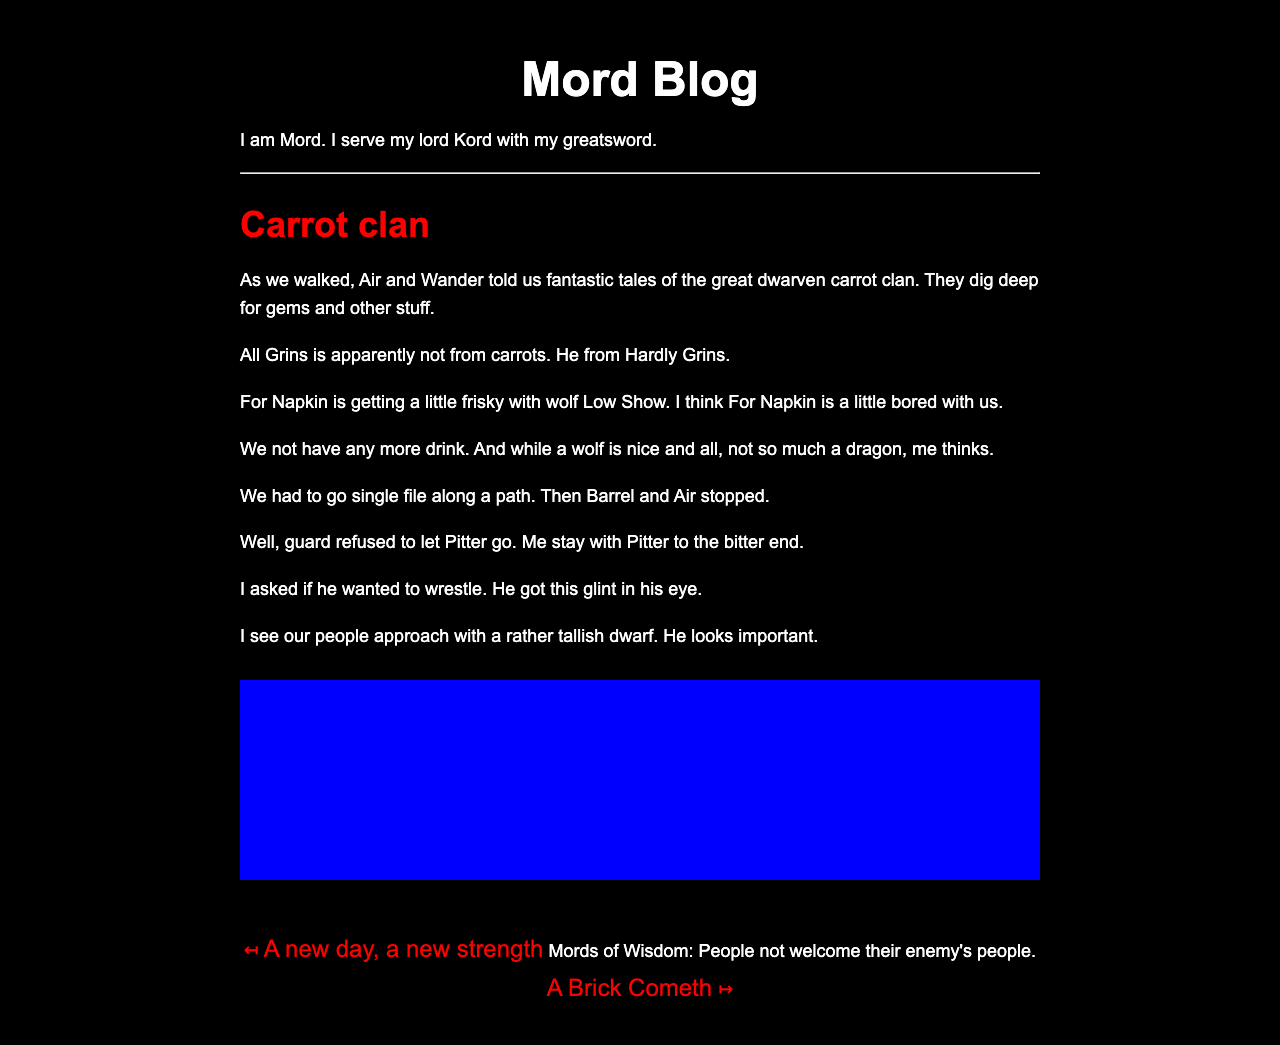 Mord Blog
I am Mord. I serve my lord Kord with my greatsword.
Carrot clan
As we walked, Air and Wander told us fantastic tales of the great dwarven carrot clan. They dig deep
for gems and other stuff.
All Grins is apparently not from carrots. He from Hardly Grins.
For Napkin is getting a little frisky with wolf Low Show. I think For Napkin is a little bored with us.
We not have any more drink. And while a wolf is nice and all, not so much a dragon, me thinks.
We had to go single file along a path. Then Barrel and Air stopped.
Well, guard refused to let Pitter go. Me stay with Pitter to the bitter end.
I asked if he wanted to wrestle. He got this glint in his eye.
I see our people approach with a rather tallish dwarf. He looks important.
↤ A new day, a new strength Mords of Wisdom: People not welcome their enemy's people.
A Brick Cometh ↦